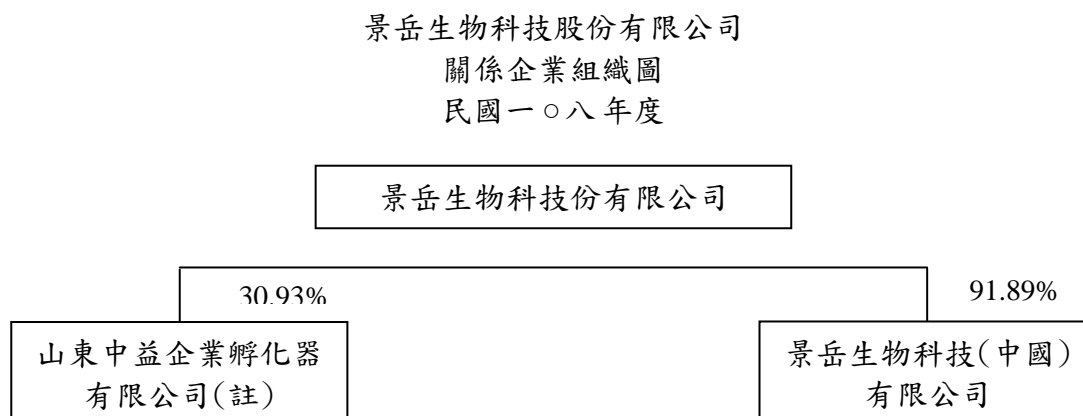 景岳生物科技股份有限公司
關係企業組織圖
民國一○八年度
景岳生物科技份有限公司
30.93%
91.89%
山東中益企業孵化器
有限公司(註)
景岳生物科技(中國)
有限公司